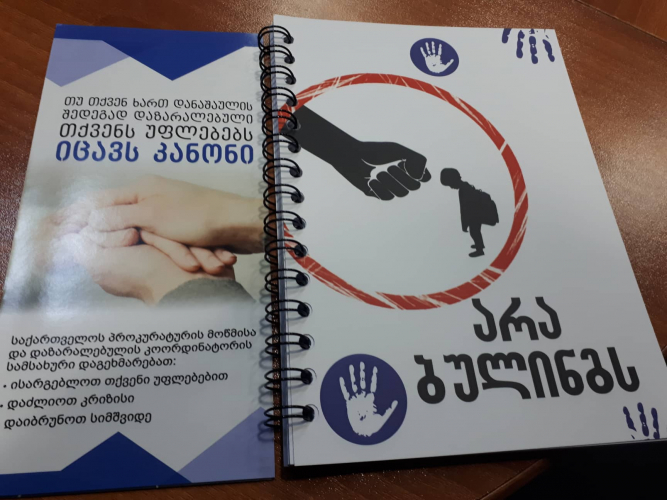 თუ თქვენ ხართ დანაშაულის
შედეგად დაზარალებული
თქვენს უფლებებს
იცავს კანონი
საქართველოს პროკურატურის მოწმისა
და დაზარალებულის კოორდინატორის
სამსახური დაგეხმარებათ:
• ისარგებლოთ თქვენი უფლებებით
• დაძლიოთ კრიზისი
დაიბრუნოთ სიმშვიდე
არა
ბულინგს